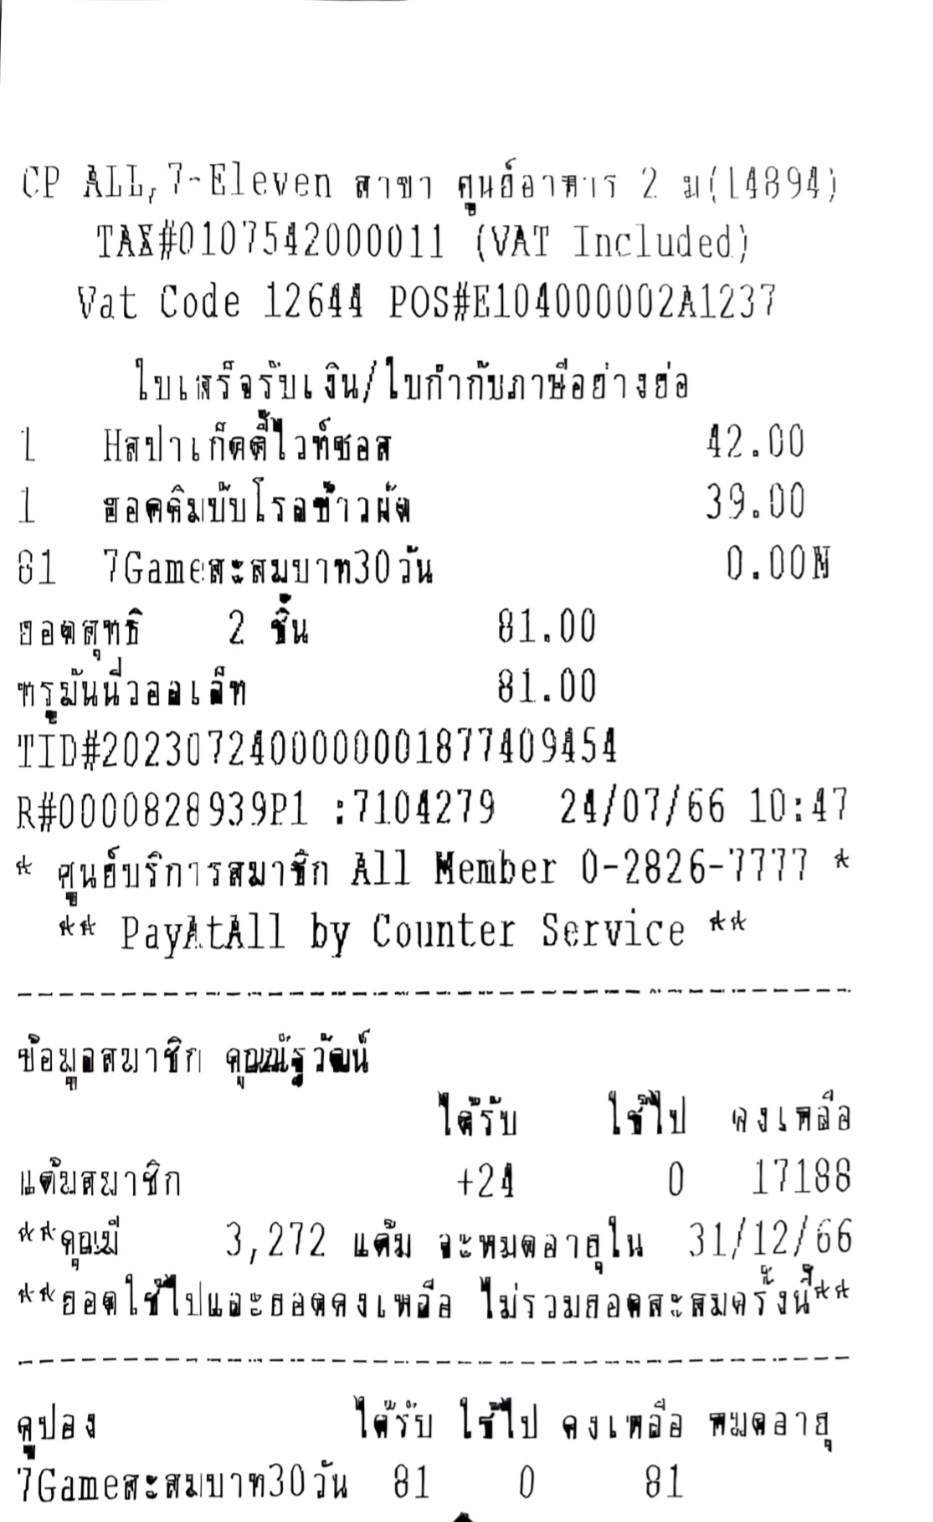 CP ALL,7-Eleven สาขา ศูนย์อาหาร 2 ม(14894)
TAX#0107542000011 (VAT Included)
Vat Code 12644 POS#E104000002A1237
ใบเสร็จรับเงิน/ใบกำกับภาษีอย่างย่อ
1 Hสปาเก็ตตี้ไวท์ซอส 42.00
1 ฮอตคิมบับโรลข้าวผัด 39.00
81 7Gameสะสมบาท30วัน 0.00N
ยอดสุทธิ 2 ชิ้น 81.00
ทรูมันนี่วอลเล็ท 81.00
TID#2023072400000001877409454
R#0000828939P1 :7104279 24/07/66 10:47
* ศูนย์บริการสมาชิก All Member 0-2826-7777 *
** PayAtAll by Counter Service **
ข้อมูลสมาชิก คุณณัฐวัฒน์
ได้รับ ใช้ไป คงเหลือ
แต้มสมาชิก +24 0 17188
**คุณมี 3,272 แต้ม จะหมดอายุใน 31/12/66
**ยอดใช้ไปและยอดคงเหลือ ไม่รวมยอดสะสมครั้งนี้**
คูปอง ได้รับ ใช้ไป คงเหลือ หมดอายุ
7Gameสะสมบาท30วัน 81 0 81